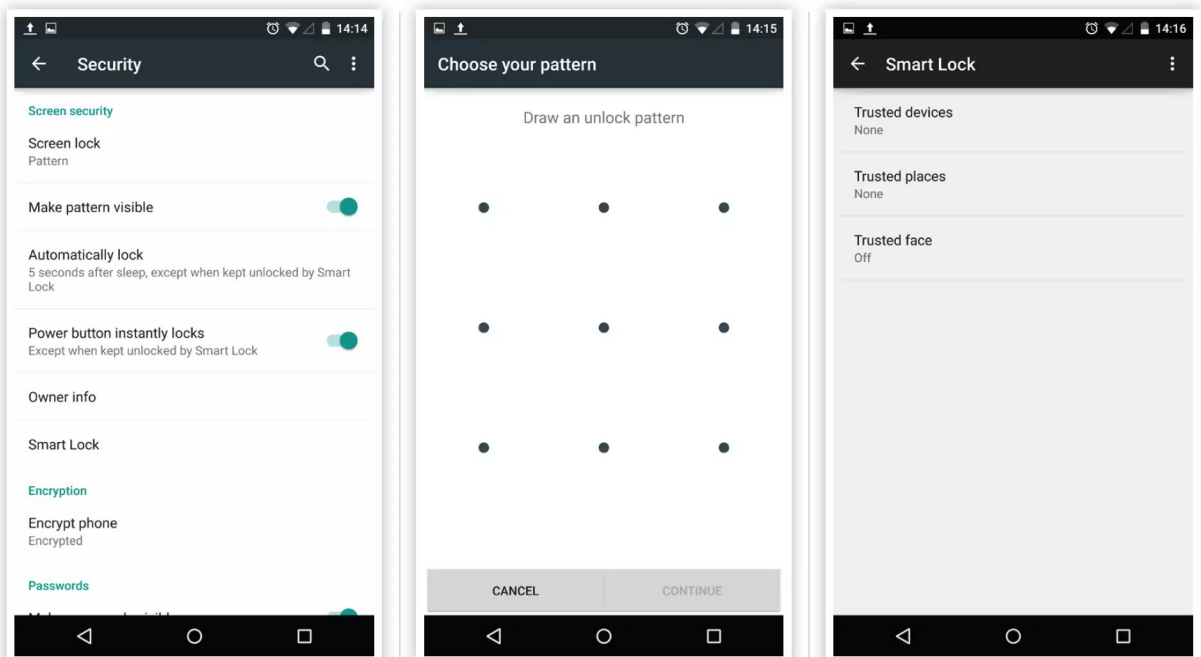 14:14
Security
Screen security
Screen lock
Pattern
Make pattern visible
Automatically lock
5 seconds after sleep, except when kept unlocked by Smart
Lock
Power button instantly locks
Except when kept unlocked by Smart Lock
Owner info
Smart Lock
Encryption
Encrypt phone
Encrypted
Passwords
14:15
Choose your pattern
Draw an unlock pattern
CANCEL
CONTINUE
14:16
Smart Lock
Trusted devices
None
Trusted places
None
Trusted face
Off